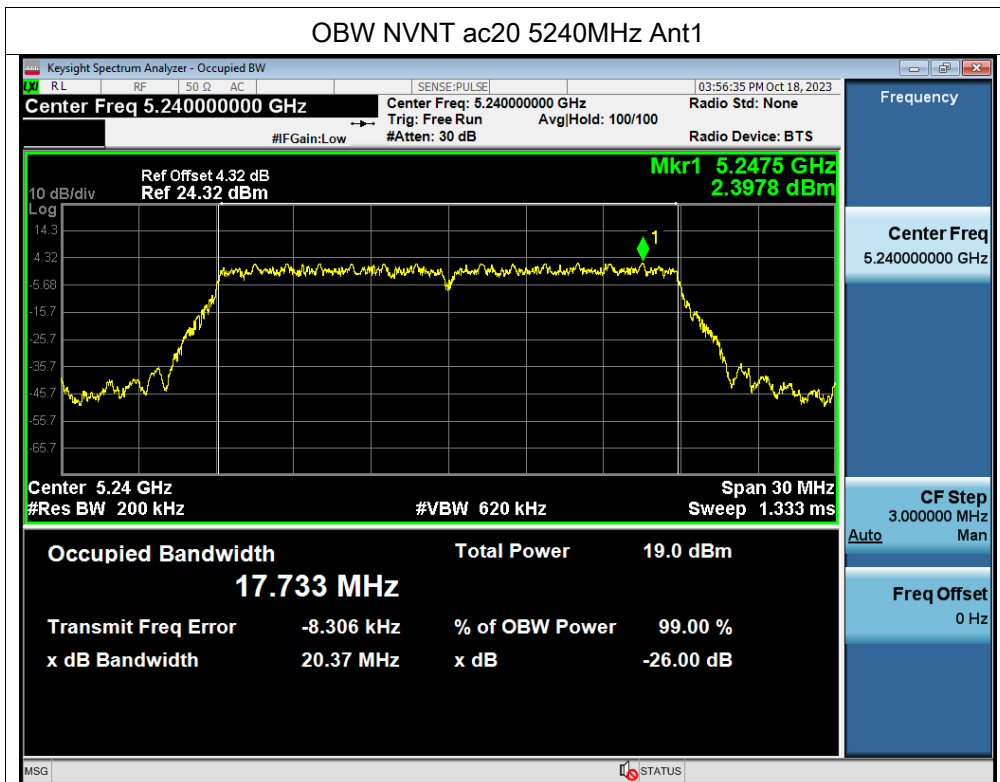 OBW NVNT ac20 5240MHz Ant1
Keysight Spectrum Analyzer - Occupied BW
LXI RL RF 50 Ω AC SENSE:PULSE 03:56:35 PM Oct 18, 2023
Center Freq 5.240000000 GHz
Center Freq: 5.240000000 GHz
Radio Std: None
Trig: Free Run Avg|Hold: 100/100
#IFGain:Low
#Atten: 30 dB
Radio Device: BTS
Mkr1 5.2475 GHz
2.3978 dBm
Ref Offset 4.32 dB
10 dB/div Ref 24.32 dBm
Log
14.3
4.32
-5.68
-15.7
-25.7
-35.7
-45.7
-55.7
-65.7
1
Center 5.24 GHz Span 30 MHz
#Res BW 200 kHz #VBW 620 kHz Sweep 1.333 ms
Occupied Bandwidth Total Power 19.0 dBm
17.733 MHz
Transmit Freq Error -8.306 kHz % of OBW Power 99.00 %
x dB Bandwidth 20.37 MHz x dB -26.00 dB
Frequency
Center Freq
5.240000000 GHz
CF Step
3.000000 MHz
Auto Man
Freq Offset
0 Hz
MSG STATUS